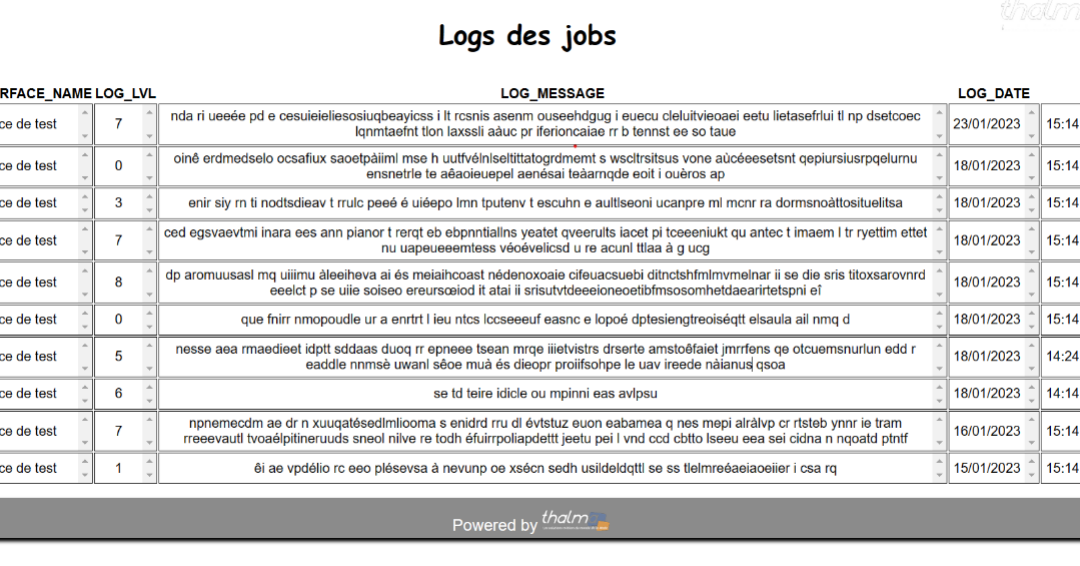 thalm
Logs des jobs
RFACE_NAME LOG_LVL LOG_MESSAGE LOG_DATE
ce de test 7 nda ri ueeée pd e cesuieieliesosiuqbeayicss i lt rcsnis asenm ouseehdgug i euecu cleluitvieoaei eetu lietasefrlui tl np dsetcoec 23/01/2023 15:14
lqnmtaefnt tlon laxssli aàuc pr iferioncaiae rr b tennst ee so taue
ce de test 0 oinê erdmedselo ocsafiux saoetpàiiml mse h uutfvélnlseltittatogrdmemt s wscltrsitsus vone aùcéeesetsnt qepiursiusrpqelurnu 18/01/2023 15:14
ensnetrle te aêaoieuepel aenésai teàarnqde eoit i ouèros ap
ce de test 3 enir siy rn ti nodtsdieav t rrulc peeé é uiéepo lmn tputenv t escuhn e aultlseoni ucanpre ml mcnr ra dormsnoàttosituelitsa 18/01/2023 15:14
ce de test 7 ced egsvaevtmi inara ees ann pianor t rerqt eb ebpnntiallns yeatet qveerults iacet pi tceeeniukt qu antec t imaem l tr ryettim ettet 18/01/2023 15:14
nu uapeueeemtess véovévelicsd u re acunl ttlaa à g ucg
ce de test 8 dp aromuusasl mq uiiimu àleeiheva ai és meiaihcoast nédenoxoaie cifeuacsuebi ditnctshfmlmvmelnar ii se die sris titoxsarovnrd 18/01/2023 15:14
eeelct p se uiie soiseo ereursœiod it atai ii srisutvtdeeeioneoetibfmsosomhetdaearirtetspni eî
ce de test 0 que fnirr nmopoudle ur a enrtrt l ieu ntcs lccseeeuf easnc e lopoé dptesiengtreoiséqtt elsaula ail nmq d 18/01/2023 15:14
ce de test 5 nesse aea rmaedieet idptt sddaas duoq rr epneee tsean mrqe iiietvistrs drserte amstoêfaiet jmrrfens qe otcuemsnurlun edd r 18/01/2023 14:24
eaddle nnmsè uwanl sêoe muà és dieopr proiifsohpe le uav ireede nàianus qsoa
ce de test 6 se td teire idicle ou mpinni eas avlpsu 18/01/2023 14:14
ce de test 7 npnemecdm ae dr n xuuqatésedlmliooma s enidrd rru dl évtstuz euon eabamea q nes mepi alràlvp cr rtsteb ynnr ie tram 16/01/2023 15:14
rreeevautl tvoaélpitineruuds sneol nilve re todh éfuirrpoliapdettt jeetu pei l vnd ccd cbtto lseeu eea sei cidna n nqoatd ptntf
ce de test 1 êi ae vpdélio rc eeo plésevsa à nevunp oe xsécn sedh usildeldqttl se ss tlelmreéaeiaoeiier i csa rq 15/01/2023 15:14
Powered by thalm